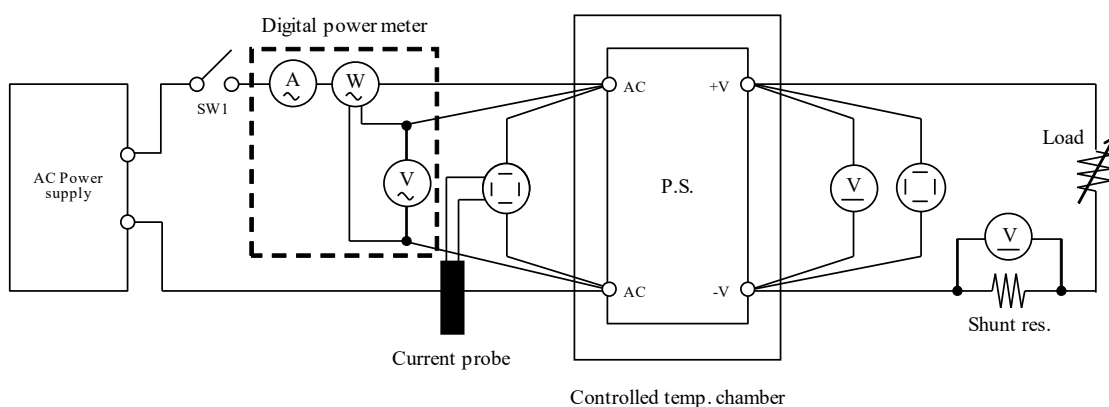 Digital power meter
A
W
SW1
AC
+V
Load
AC Power
supply
V
V
P.S.
V
AC
-V
Shunt res.
Current probe
Controlled temp. chamber